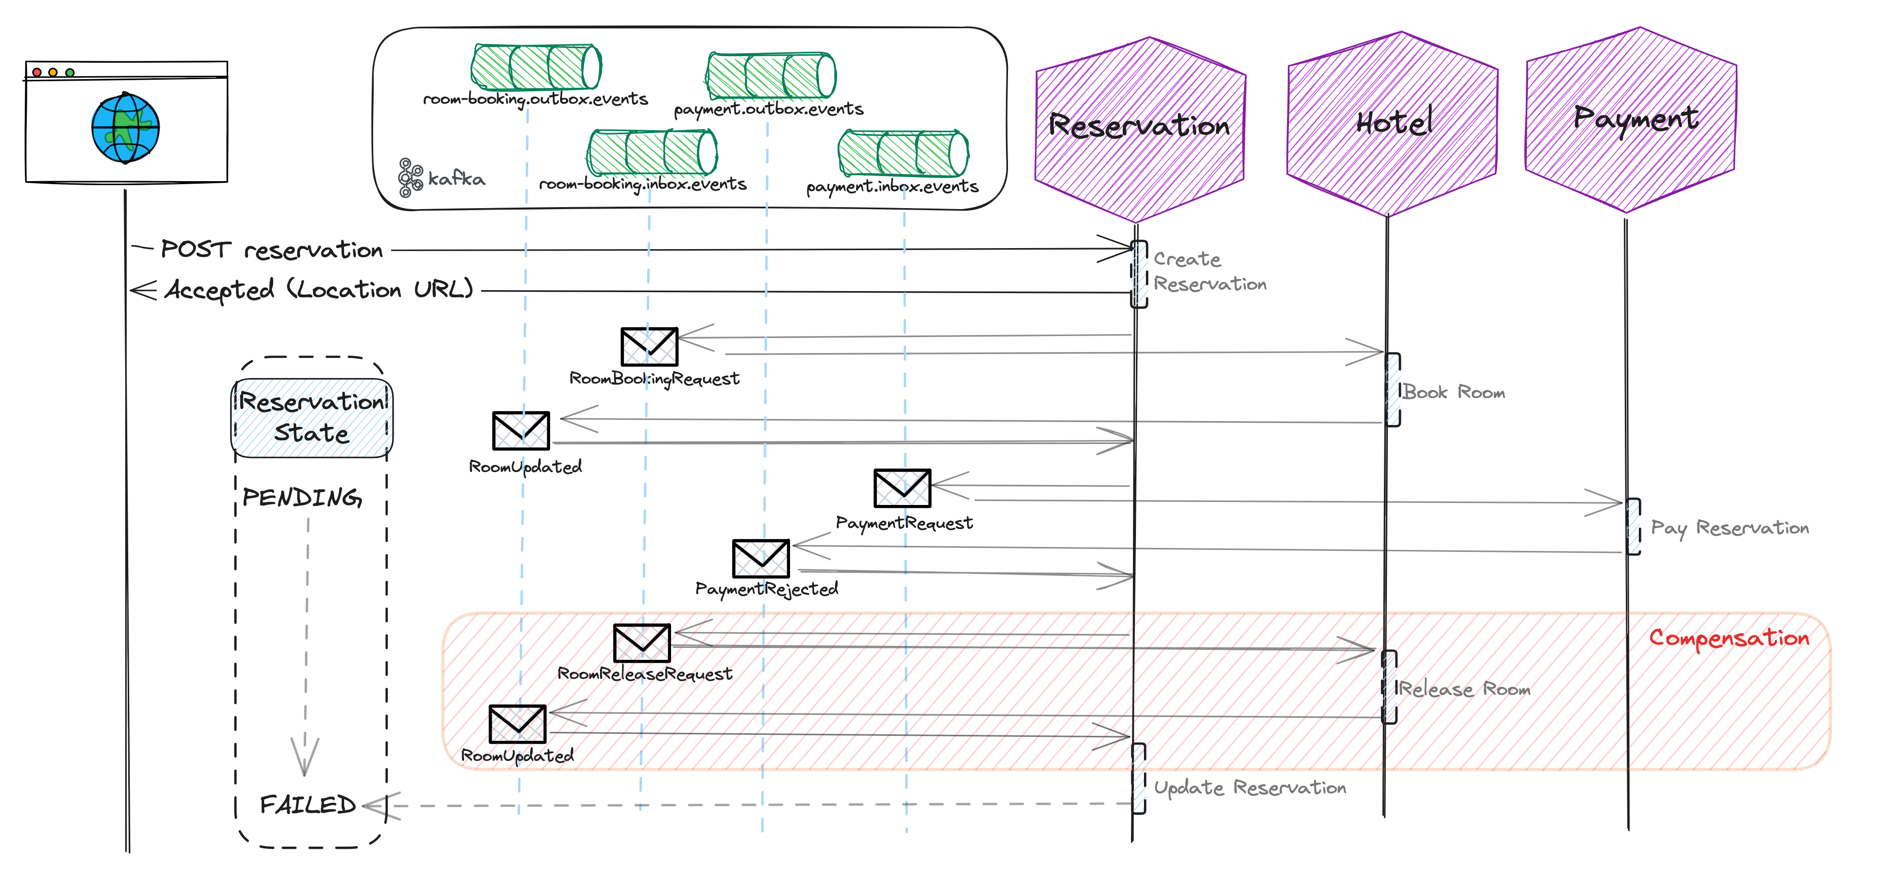 room-booking.outbox.events
payment.outbox.events
room-booking.inbox.events
payment.inbox.events
kafka
Reservation
Hotel
Payment
POST reservation
Accepted (Location URL)
Create
Reservation
RoomBookingRequest
Book Room
Reservation
State
RoomUpdated
PENDING
PaymentRequest
Pay Reservation
PaymentRejected
Compensation
RoomReleaseRequest
Release Room
RoomUpdated
Update Reservation
FAILED